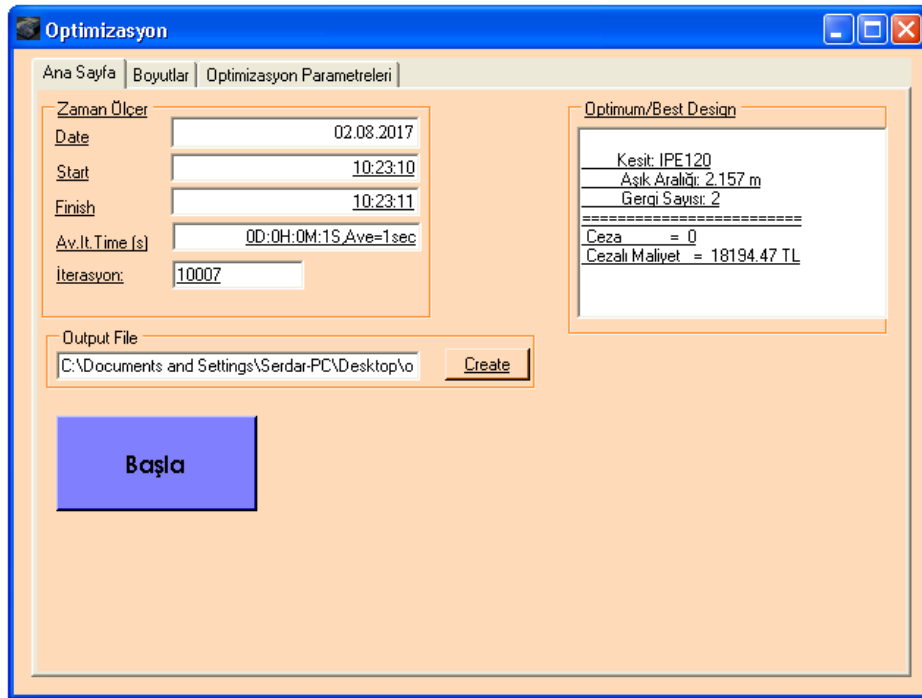 Optimizasyon
Ana Sayfa Boyutlar Optimizasyon Parametreleri
Zaman Ölçer
Date 02.08.2017
Start 10:23:10
Finish 10:23:11
Av.It.Time (s) 0D:0H:0M:1S,Ave=1sec
İterasyon: 10007
Optimum/Best Design
Kesit: IPE120
Aşık Aralığı: 2.157 m
Gergi Sayısı: 2
=========================
Ceza = 0
Cezalı Maliyet = 18194.47 TL
Output File
C:\Documents and Settings\Serdar-PC\Desktop\o Create
Başla